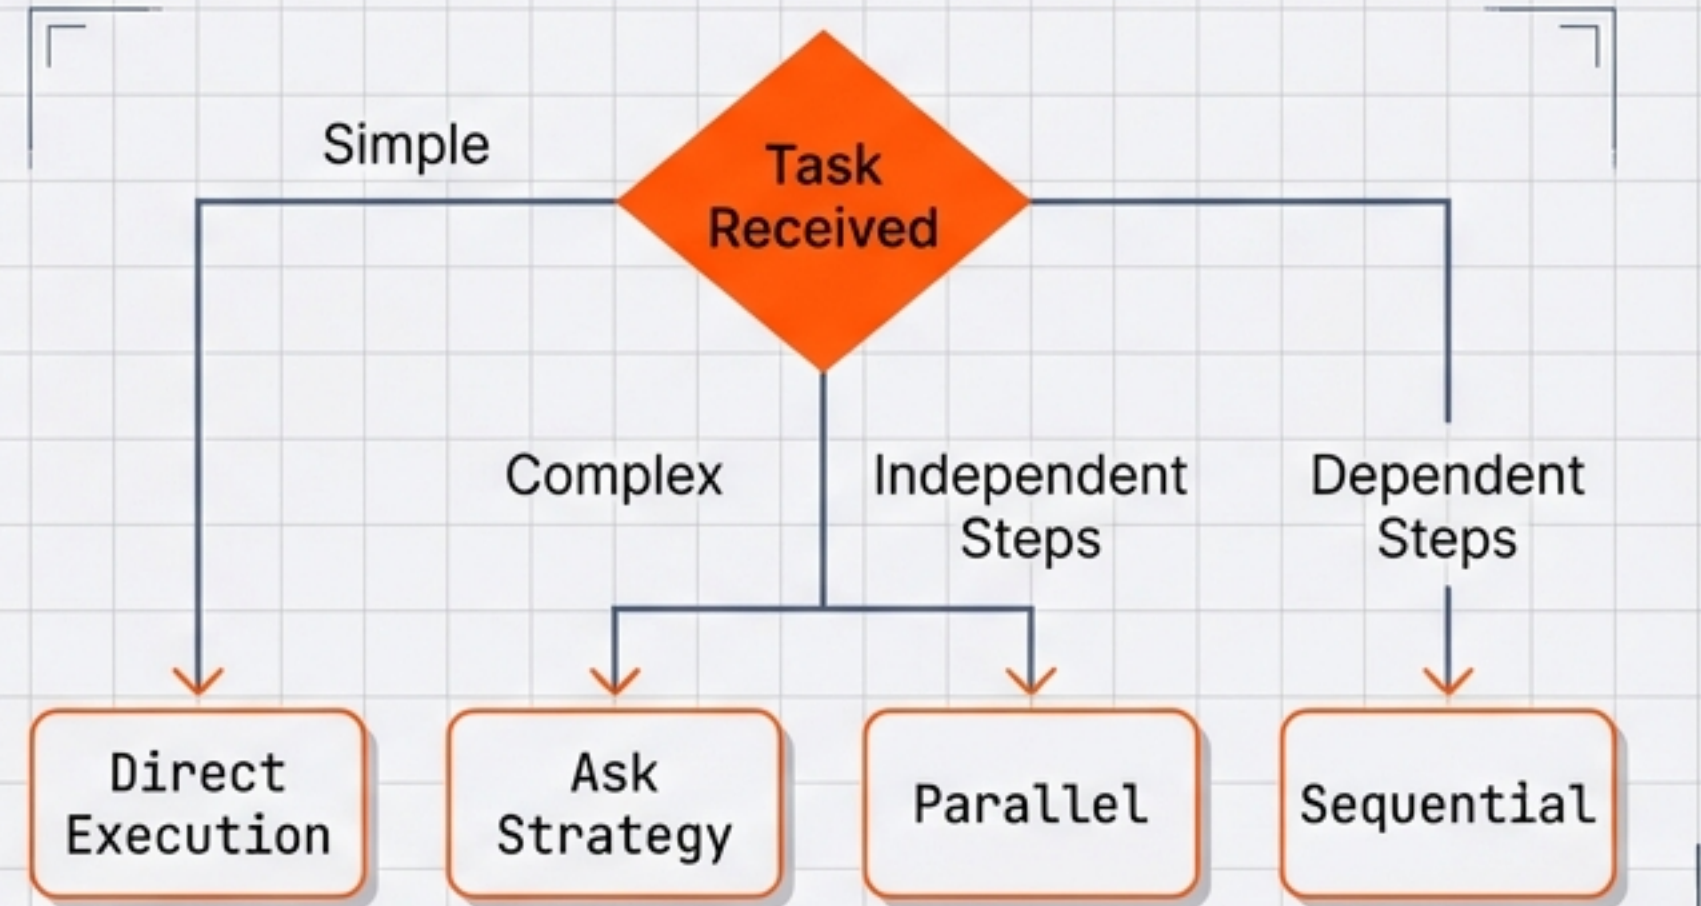 Task
Received
Simple
Complex
Independent
Steps
Dependent
Steps
Direct
Execution
Ask
Strategy
Parallel
Sequential